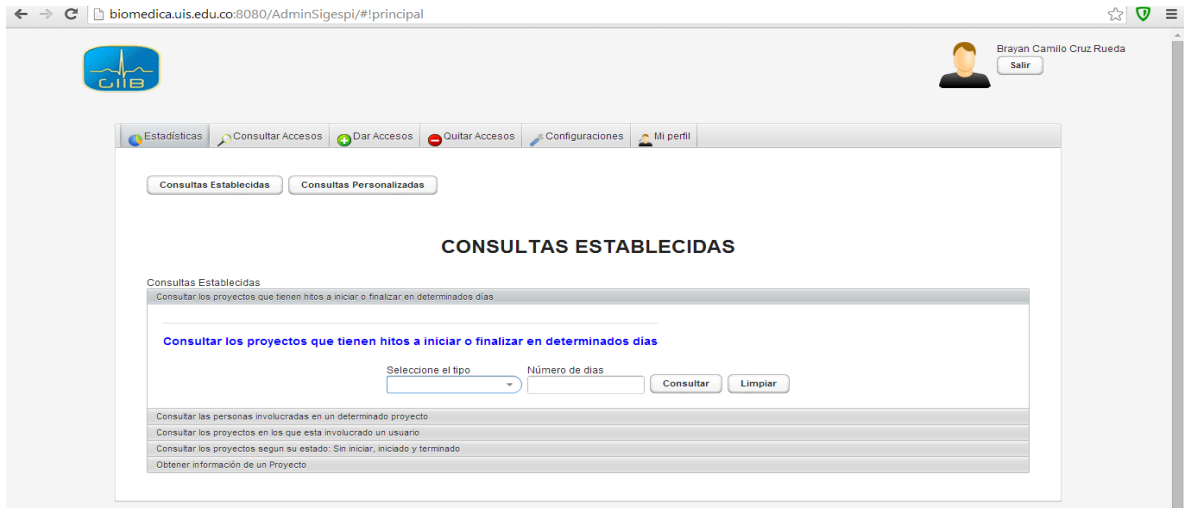 biomedica.uis.edu.co:8080/AdminSigespi/#!principal
GIIB
Brayan Camilo Cruz Rueda
Salir
Estadísticas Consultar Accesos Dar Accesos Quitar Accesos Configuraciones Mi perfil
Consultas Establecidas Consultas Personalizadas
CONSULTAS ESTABLECIDAS
Consultas Establecidas
Consultar los proyectos que tienen hitos a iniciar o finalizar en determinados días
Consultar los proyectos que tienen hitos a iniciar o finalizar en determinados dias
Seleccione el tipo Número de dias
Consultar Limpiar
Consultar las personas involucradas en un determinado proyecto
Consultar los proyectos en los que esta involucrado un usuario
Consultar los proyectos segun su estado: Sin iniciar, iniciado y terminado
Obtener información de un Proyecto